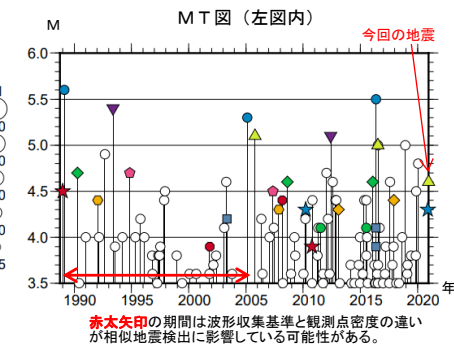 M
MT図（左図内）
今回の地震
6.0
5.5
5.0
4.5
4.0
3.5
1990
1995
2000
2005
2010
2015
2020
年
赤太矢印の期間は波形収集基準と観測点密度の違い
が相似地震検出に影響している可能性がある。